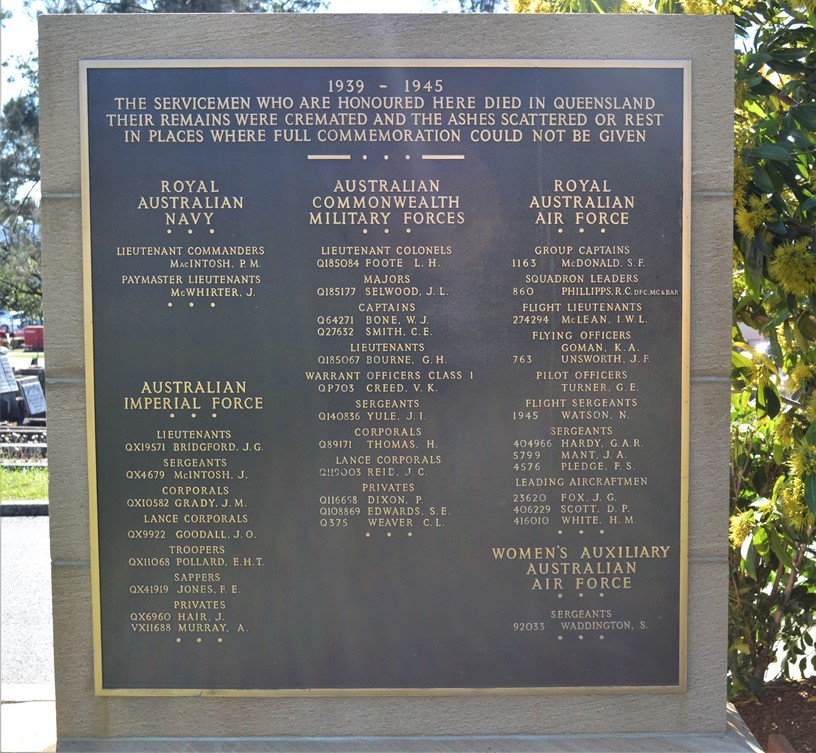 1939 - 1945
THE SERVICEMEN WHO ARE HONOURED HERE DIED IN QUEENSLAND
THEIR REMAINS WERE CREMATED AND THE ASHES SCATTERED OR REST
IN PLACES WHERE FULL COMMEMORATION COULD NOT BE GIVEN
ROYAL
AUSTRALIAN
NAVY
LIEUTENANT COMMANDERS
MACINTOSH, P. M.
PAYMASTER LIEUTENANTS
McWHIRTER, J.
AUSTRALIAN
IMPERIAL FORCE
LIEUTENANTS
QX19571 BRIDGFORD, J. G.
SERGEANTS
QX4679 McINTOSH, J.
CORPORALS
QX10582 GRADY, J. M.
LANCE CORPORALS
QX9922 GOODALL, J. O.
TROOPERS
QX11068 POLLARD, E.H.T.
SAPPERS
QX41919 JONES, F. E.
PRIVATES
QX6960 HAIR, J.
VX11688 MURRAY, A.
AUSTRALIAN
COMMONWEALTH
MILITARY FORCES
LIEUTENANT COLONELS
Q185084 FOOTE L. H.
MAJORS
Q185177 SELWOOD, J. L.
CAPTAINS
Q64271 BONE, W. J.
Q27632 SMITH, C. E.
LIEUTENANTS
Q185067 BOURNE, G. H.
WARRANT OFFICERS CLASS 1
QP703 CREED, V. K.
SERGEANTS
Q140836 YULE, J. I.
CORPORALS
Q89171 THOMAS, H.
LANCE CORPORALS
REID, J. C.
PRIVATES
Q116658 DIXON, P.
Q108869 EDWARDS, S.E.
Q375 WEAVER C.L.
ROYAL
AUSTRALIAN
AIR FORCE
GROUP CAPTAINS
1163 McDONALD, S. F.
SQUADRON LEADERS
860 PHILLIPPS, R.C. DFC, MC & BAR
FLIGHT LIEUTENANTS
274294 McLEAN, I. W. L.
FLYING OFFICERS
GOMAN, K. A.
763 UNSWORTH, J. F.
PILOT OFFICERS
TURNER, G. E.
FLIGHT SERGEANTS
1945 WATSON, N.
SERGEANTS
404966 HARDY, G.A.R.
5799 MANT, J. A.
4576 PLEDGE, F. S.
LEADING AIRCRAFTMEN
23620 FOX, J. G.
406229 SCOTT, D. P.
416010 WHITE, H. M.
WOMEN'S AUXILIARY
AUSTRALIAN
AIR FORCE
SERGEANTS
92033 WADDINGTON, S.